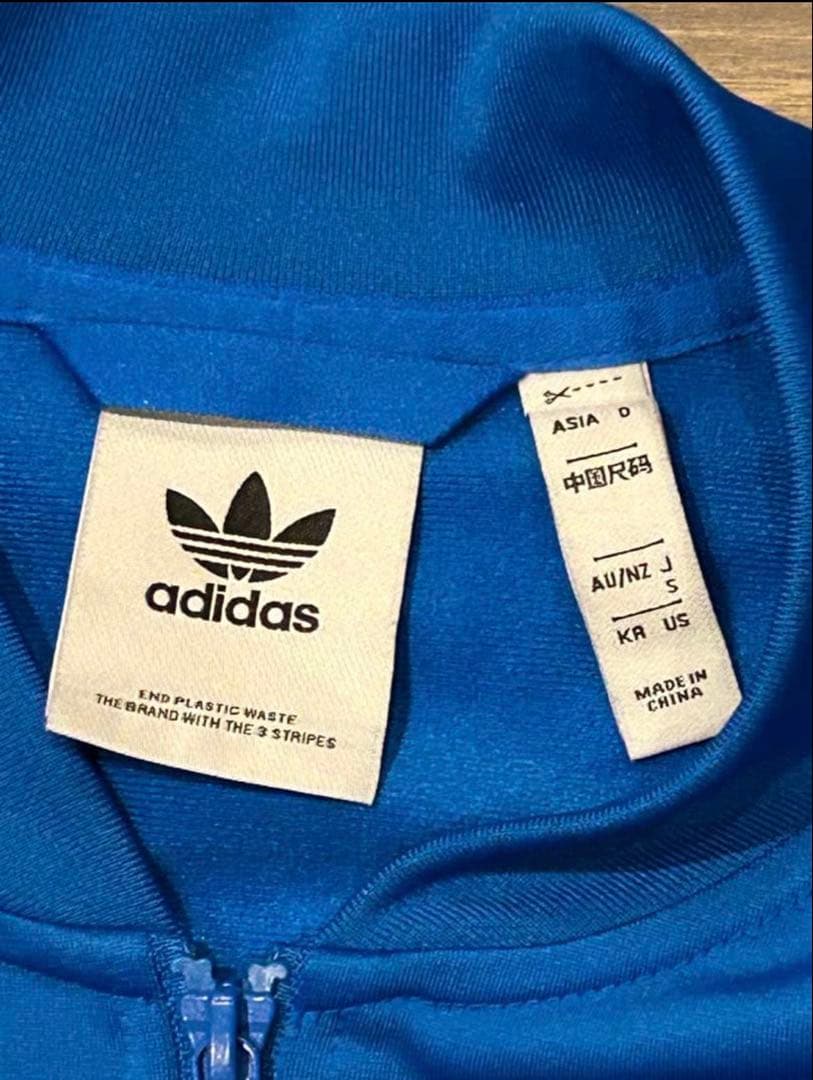 adidas
END PLASTIC WASTE
THE BRAND WITH THE 3 STRIPES
ASIA D
中国尺码
AU/NZ J
S
KA US
MADE IN
CHINA